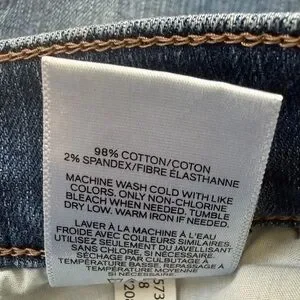 98% COTTON/COTON
2% SPANDEX/FIBRE ÉLASTHANNE
MACHINE WASH COLD WITH LIKE
COLORS. ONLY NON-CHLORINE
BLEACH WHEN NEEDED. TUMBLE
DRY LOW. WARM IRON IF NEEDED.
LAVER À LA MACHINE À L'EAU
FROIDE AVEC COULEURS SIMILAIRES.
UTILISEZ SEULEMENT DU JAVELLISANT
SANS CHLORE, SI NÉCESSAIRE.
SÉCHAGE PAR CULBUTAGE À
TEMPÉRATURE BASSE. REPASSAGE À
TEMPÉRATURE MOYENNE
SI NÉCESSAIRE.